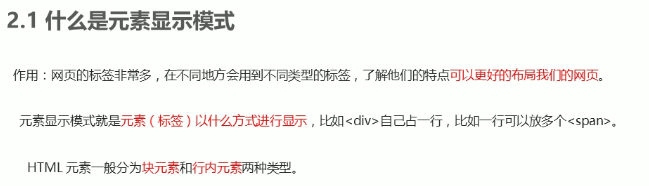 2.1 什么是元素显示模式
作用：网页的标签非常多，在不同地方会用到不同类型的标签，了解他们的特点可以更好的布局我们的网页。
元素显示模式就是元素（标签）以什么方式进行显示，比如<div>自己占一行，比如一行可以放多个<span>。
HTML 元素一般分为块元素和行内元素两种类型。